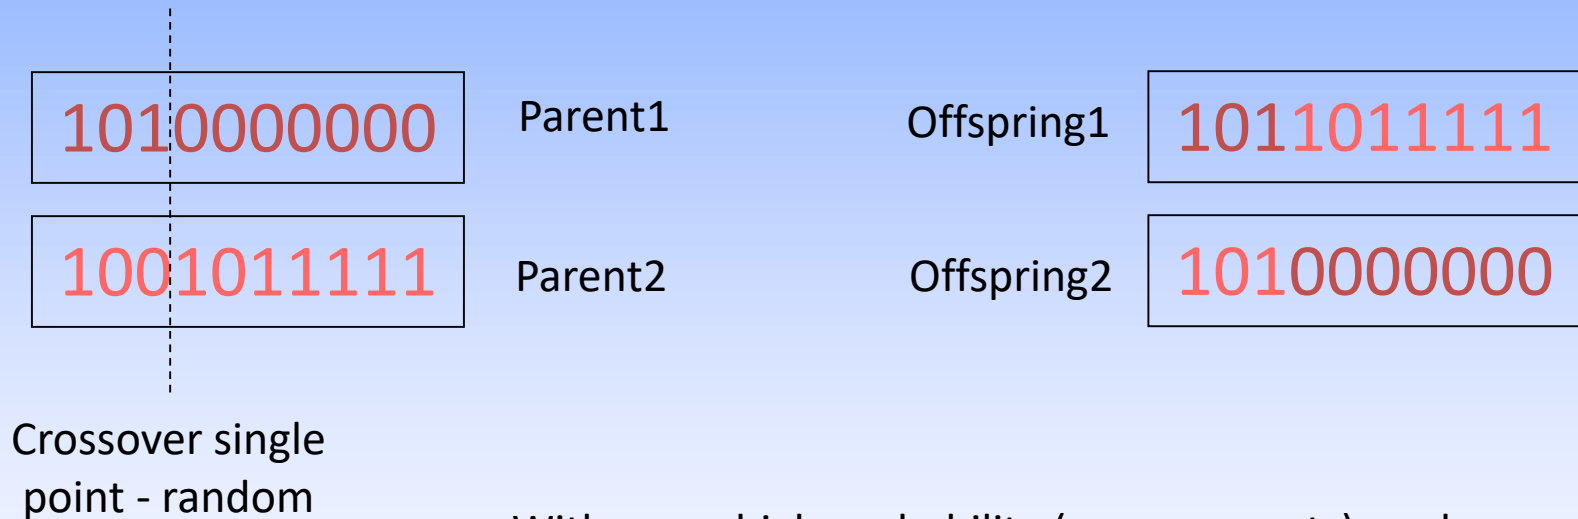 1010000000 Parent1 Offspring1 1011011111
1001011111 Parent2 Offspring2 1010000000
Crossover single
point - random